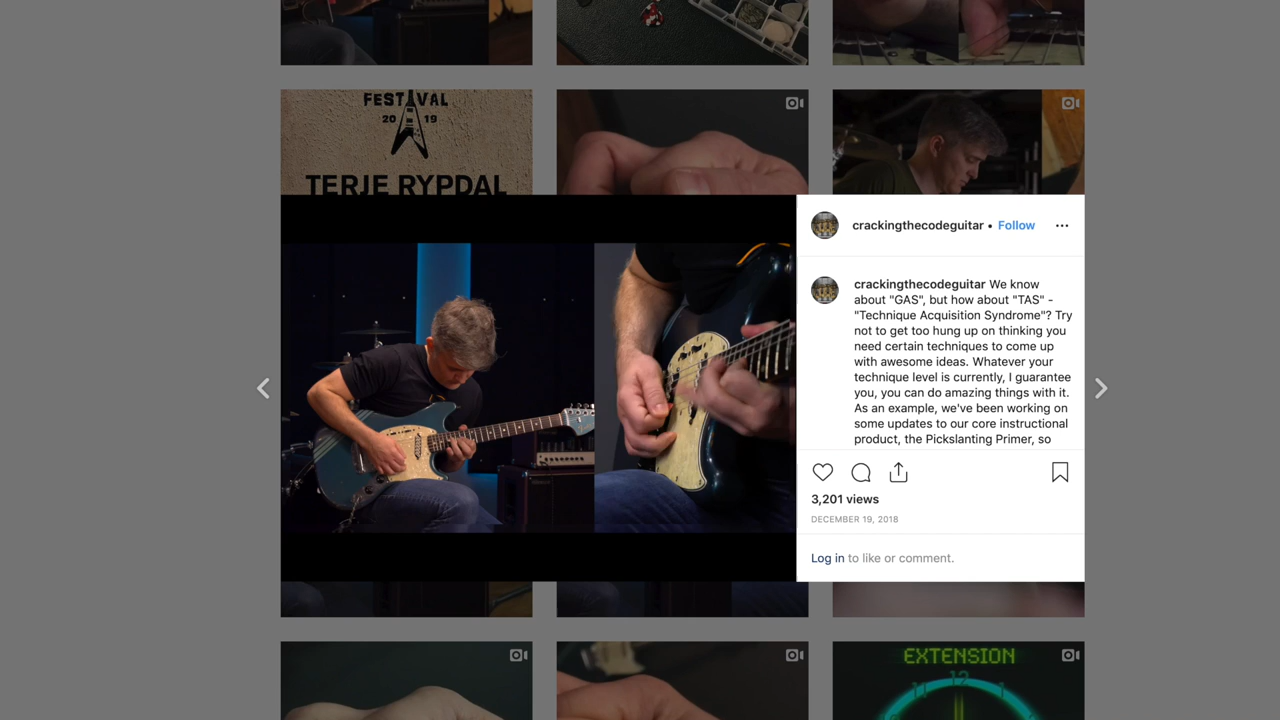 FESTIVAL
20 19
TERJE RYPDAL
crackingthecodeguitar • Follow
crackingthecodeguitar We know
about "GAS", but how about "TAS" -
"Technique Acquisition Syndrome"? Try
not to get too hung up on thinking you
need certain techniques to come up
with awesome ideas. Whatever your
technique level is currently, I guarantee
you, you can do amazing things with it.
As an example, we've been working on
some updates to our core instructional
product, the Pickslanting Primer, so
3,201 views
DECEMBER 19, 2018
Log in to like or comment.
EXTENSION
11 12 1